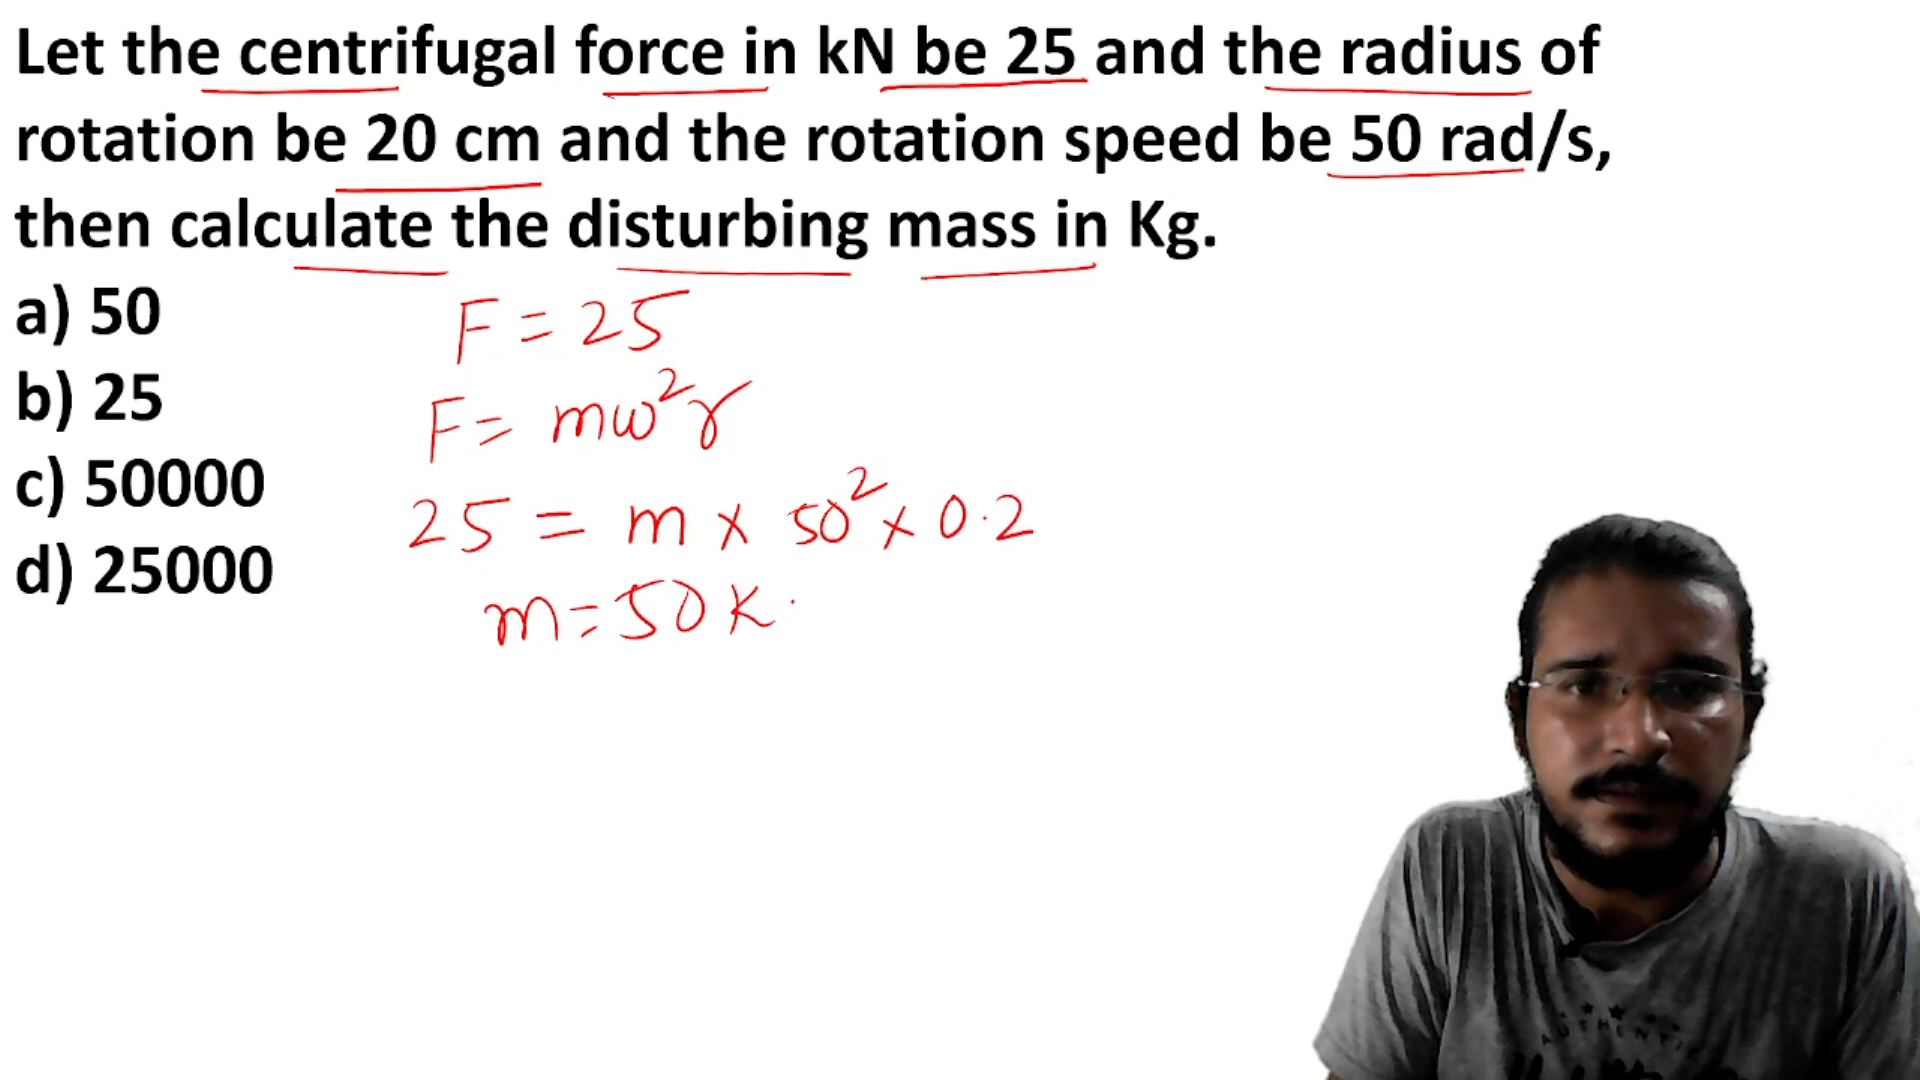 Let the centrifugal force in kN be 25 and the radius of
rotation be 20 cm and the rotation speed be 50 rad/s,
then calculate the disturbing mass in Kg.
a) 50
b) 25
c) 50000
d) 25000
F = 25
F = mω²r
25 = m × 50² × 0.2
m = 50 K.
AUTHENTIC